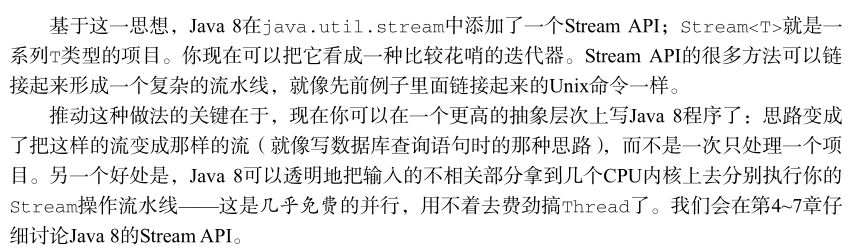 基于这一思想，Java 8在java.util.stream中添加了一个Stream API；Stream<T>就是一
系列T类型的项目。你现在可以把它看成一种比较花哨的迭代器。Stream API的很多方法可以链
接起来形成一个复杂的流水线，就像先前例子里面链接起来的Unix命令一样。
推动这种做法的关键在于，现在你可以在一个更高的抽象层次上写Java 8程序了：思路变成
了把这样的流变成那样的流（就像写数据库查询语句时的那种思路），而不是一次只处理一个项
目。另一个好处是，Java 8可以透明地把输入的不相关部分拿到几个CPU内核上去分别执行你的
Stream操作流水线——这是几乎免费的并行，用不着去费劲搞Thread了。我们会在第4~7章仔
细讨论Java 8的Stream API。